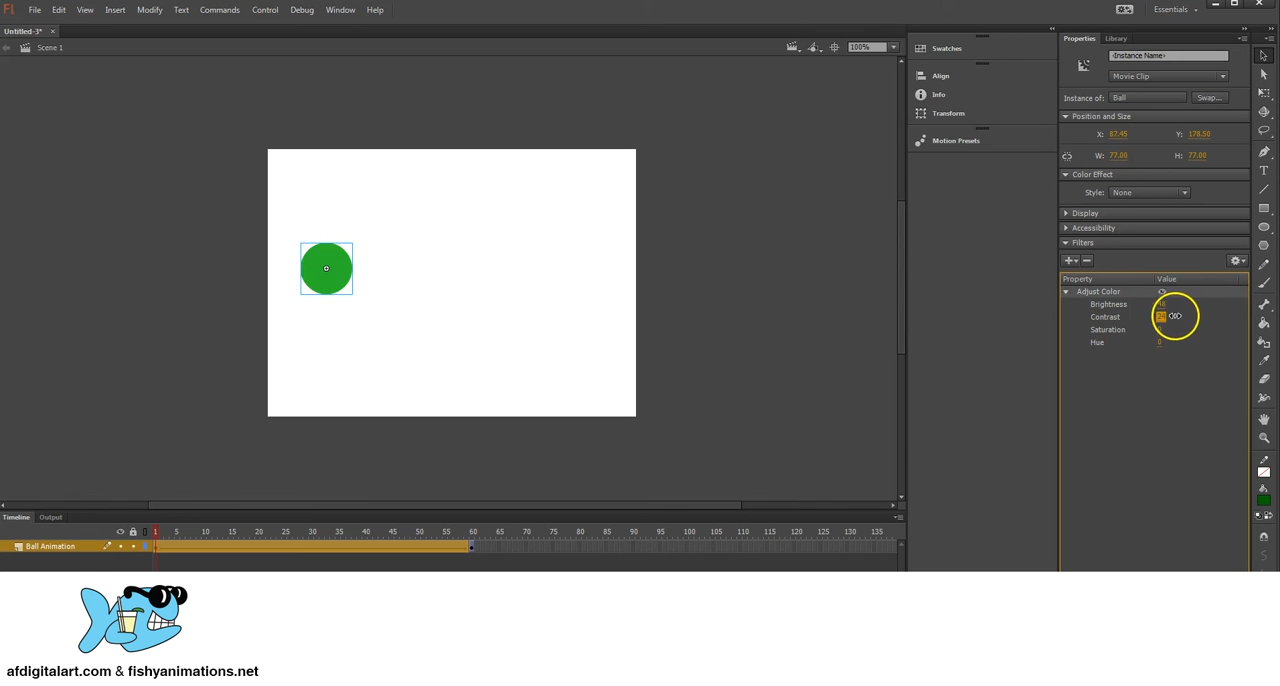 Fl File Edit View Insert Modify Text Commands Control Debug Window Help Essentials
Untitled-3* ×
Scene 1 100%
Swatches
Align
Info
Transform
Motion Presets
Properties Library
<Instance Name>
Movie Clip
Instance of: Ball Swap...
Position and Size
X: 87.45 Y: 178.50
W: 77.00 H: 77.00
Color Effect
Style: None
Display
Accessibility
Filters
Property Value
Adjust Color
Brightness
Contrast
Saturation
Hue 0
Timeline Output
1 5 10 15 20 25 30 35 40 45 50 55 60 65 70 75 80 85 90 95 100 105 110 115 120 125 130 135
Ball Animation
afdigitalart.com & fishyanimations.net